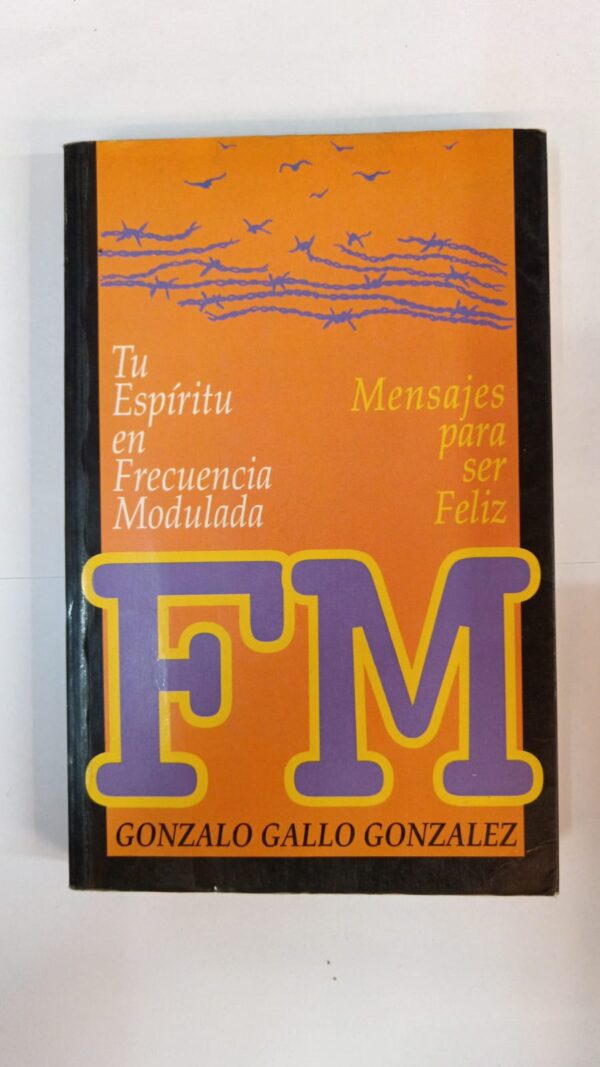 Tu
Espíritu
en
Frecuencia
Modulada
Mensajes
para
ser
Feliz
FM
GONZALO GALLO GONZALEZ